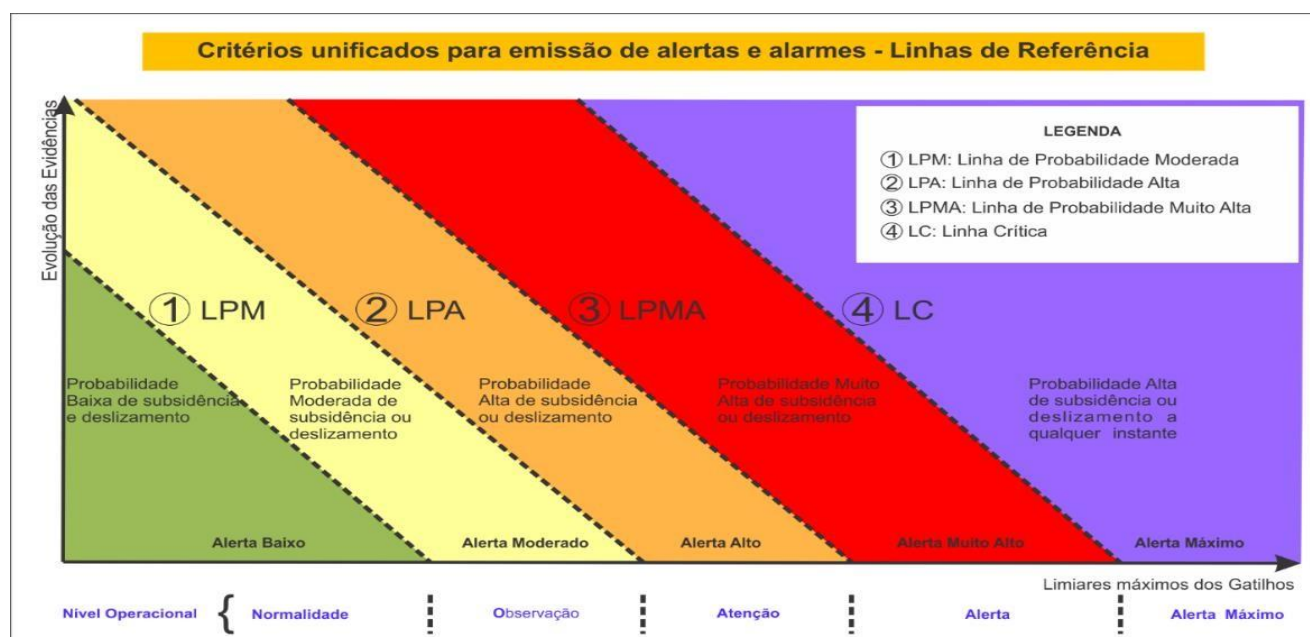 Critérios unificados para emissão de alertas e alarmes - Linhas de Referência
Evolução das Evidências
LEGENDA
① LPM: Linha de Probabilidade Moderada
② LPA: Linha de Probabilidade Alta
③ LPMA: Linha de Probabilidade Muito Alta
④ LC: Linha Crítica
① LPM
② LPA
③ LPMA
④ LC
Probabilidade
Baixa de subsidência
e deslizamento
Probabilidade
Moderada de
subsidência ou
deslizamento
Probabilidade
Alta de subsidência
ou deslizamento
Probabilidade Muito
Alta de subsidência
ou deslizamento
Probabilidade Alta
de subsidência ou
deslizamento a
qualquer instante
Alerta Baixo
Alerta Moderado
Alerta Alto
Alerta Muito Alto
Alerta Máximo
Limiares máximos dos Gatilhos
Nivel Operacional { Normalidade
Observação
Atenção
Alerta
Alerta Máximo